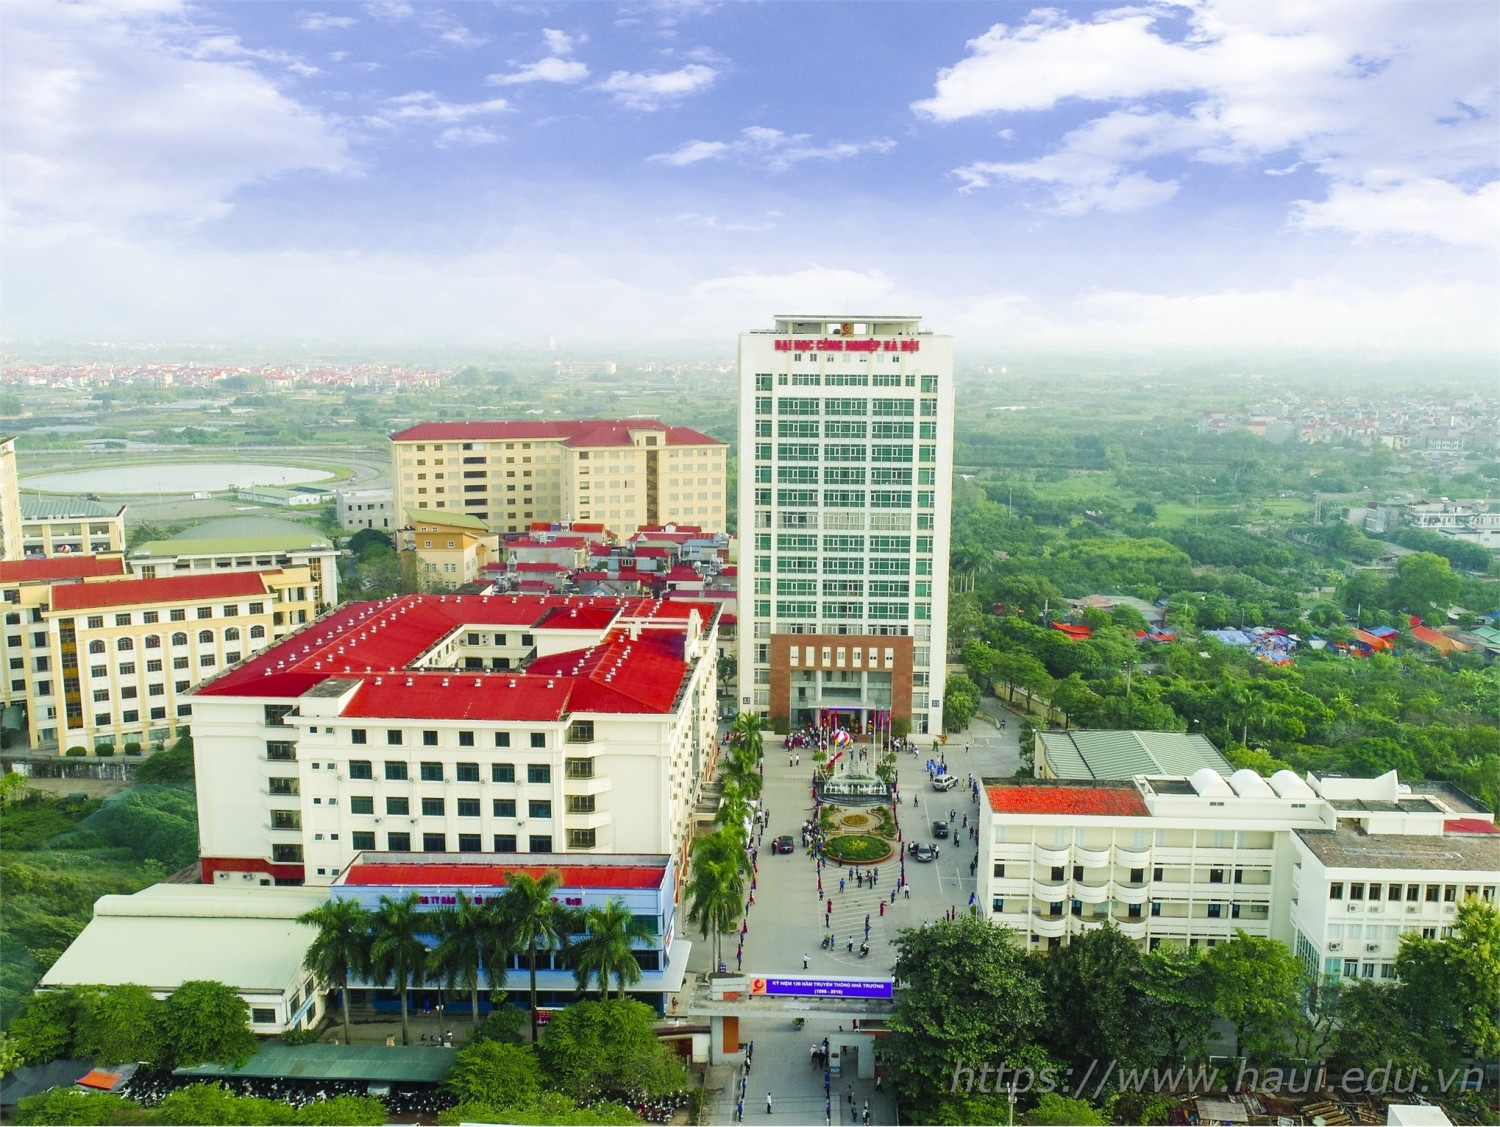 ĐẠI HỌC CÔNG NGHIỆP HÀ NỘI
KỶ NIỆM 120 NĂM TRUYỀN THỐNG NHÀ TRƯỜNG
(1898 - 2018)
https://www.haui.edu.vn